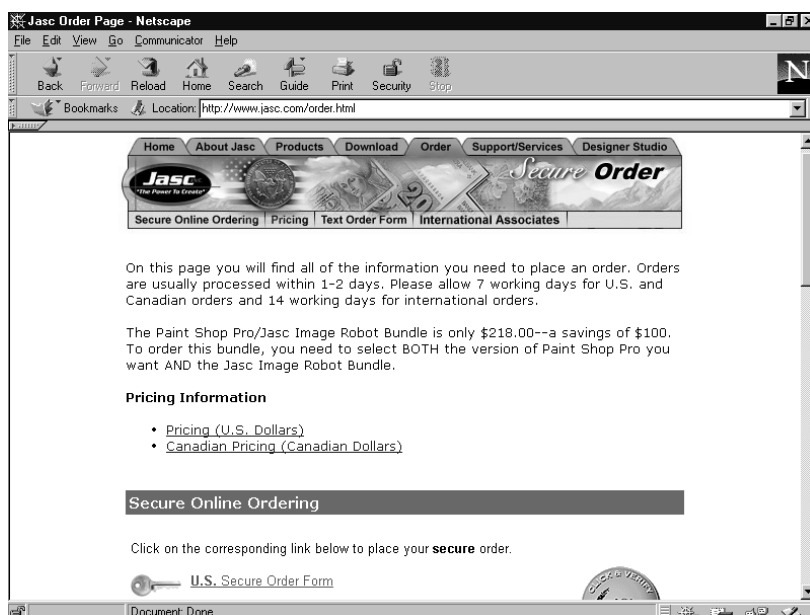 Jasc Order Page - Netscape
File Edit View Go Communicator Help
Back Forward Reload Home Search Guide Print Security Stop
N
Bookmarks Location: http://www.jasc.com/order.html
Home About Jasc Products Download Order Support/Services Designer Studio
Jasc Secure Order
"The Power To Create"
20
Secure Online Ordering Pricing Text Order Form International Associates
On this page you will find all of the information you need to place an order. Orders
are usually processed within 1-2 days. Please allow 7 working days for U.S. and
Canadian orders and 14 working days for international orders.
The Paint Shop Pro/Jasc Image Robot Bundle is only $218.00--a savings of $100.
To order this bundle, you need to select BOTH the version of Paint Shop Pro you
want AND the Jasc Image Robot Bundle.
Pricing Information
• Pricing (U.S. Dollars)
• Canadian Pricing (Canadian Dollars)
Secure Online Ordering
Click on the corresponding link below to place your secure order.
U.S. Secure Order Form
CLICK & VERIFY
Document: Done